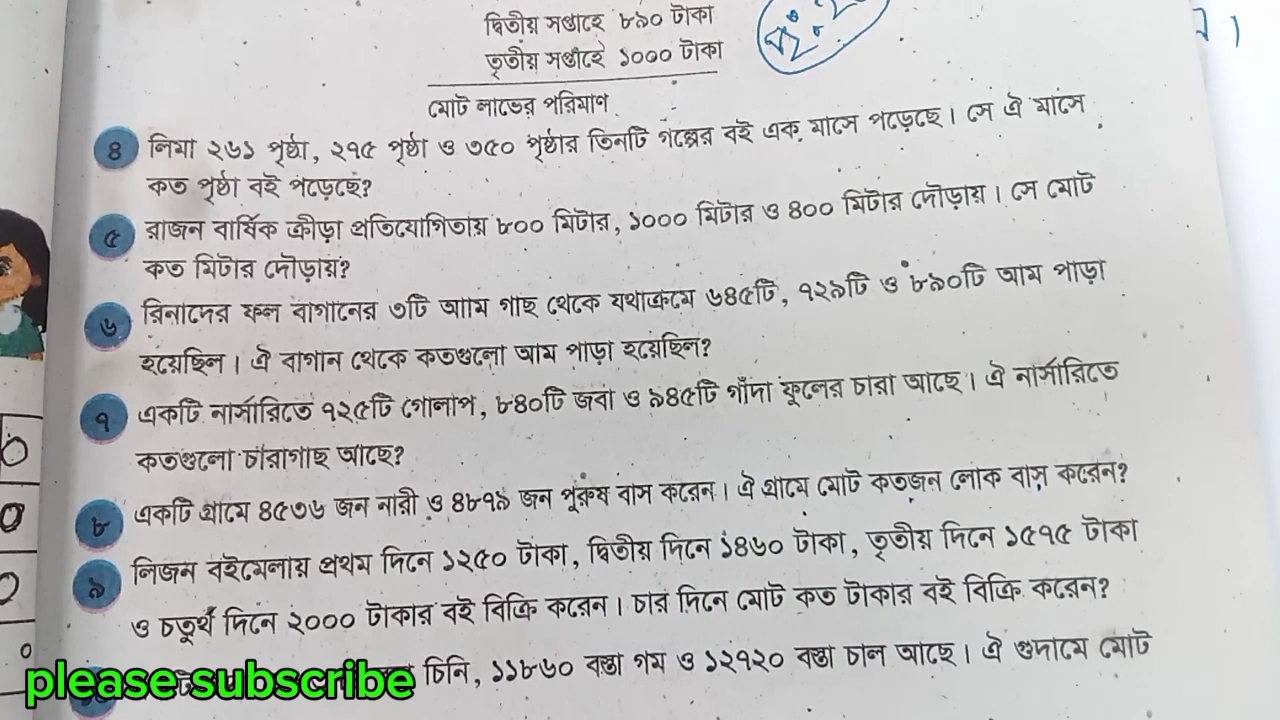 দ্বিতীয় সপ্তাহে ৮৯০ টাকা
তৃতীয় সপ্তাহে ১০০০ টাকা
মোট লাভের পরিমাণ
৪ লিমা ২৬১ পৃষ্ঠা, ২৭৫ পৃষ্ঠা ও ৩৫০ পৃষ্ঠার তিনটি গল্পের বই এক মাসে পড়েছে। সে ঐ মাসে
কত পৃষ্ঠা বই পড়েছে?
৫ রাজন বার্ষিক ক্রীড়া প্রতিযোগিতায় ৮০০ মিটার, ১০০০ মিটার ও ৪০০ মিটার দৌড়ায়। সে মোট
কত মিটার দৌড়ায়?
৬ রিনাদের ফল বাগানের ৩টি আাম গাছ থেকে যথাক্রমে ৬৪৫টি, ৭২৯টি ও ৮৯০টি আম পাড়া
হয়েছিল। ঐ বাগান থেকে কতগুলো আম পাড়া হয়েছিল?
৭ একটি নার্সারিতে ৭২৫টি গোলাপ, ৮৪০টি জবা ও ৯৪৫টি গাঁদা ফুলের চারা আছে। ঐ নার্সারিতে
কতগুলো চারাগাছ আছে?
৮ একটি গ্রামে ৪৫৩৬ জন নারী ও ৪৮৭৯ জন পুরুষ বাস করেন। ঐ গ্রামে মোট কতজন লোক বাস করেন?
৯ লিজন বইমেলায় প্রথম দিনে ১২৫০ টাকা, দ্বিতীয় দিনে ১৪৬০ টাকা, তৃতীয় দিনে ১৫৭৫ টাকা
ও চতুর্থ দিনে ২০০০ টাকার বই বিক্রি করেন। চার দিনে মোট কত টাকার বই বিক্রি করেন?
চিনি, ১১৮৬০ বস্তা গম ও ১২৭২০ বস্তা চাল আছে। ঐ গুদামে মোট
please subscribe